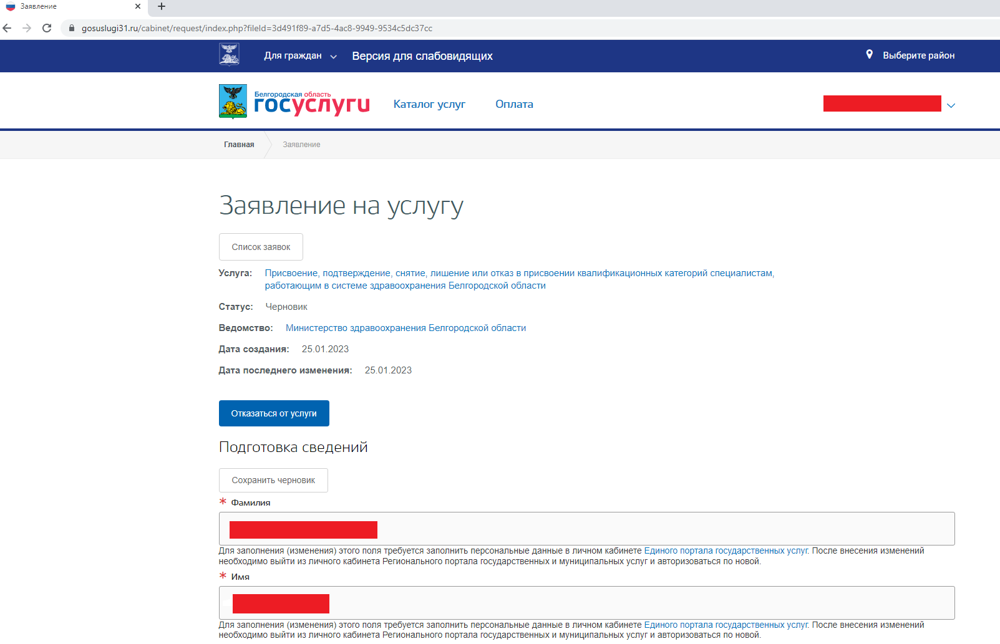 Заявление
gosuslugi31.ru/cabinet/request/index.php?fileId=3d491f89-a7d5-4ac8-9949-9534c5dc37cc
Для граждан
Версия для слабовидящих
Выберите район
Белгородская область
госуслуги
Каталог услуг
Оплата
Главная
Заявление
Заявление на услугу
Список заявок
Услуга: Присвоение, подтверждение, снятие, лишение или отказ в присвоении квалификационных категорий специалистам,
работающим в системе здравоохранения Белгородской области
Статус: Черновик
Ведомство: Министерство здравоохранения Белгородской области
Дата создания: 25.01.2023
Дата последнего изменения: 25.01.2023
Отказаться от услуги
Подготовка сведений
Сохранить черновик
* Фамилия
Для заполнения (изменения) этого поля требуется заполнить персональные данные в личном кабинете Единого портала государственных услуг. После внесения изменений
необходимо выйти из личного кабинета Регионального портала государственных и муниципальных услуг и авторизоваться по новой.
* Имя
Для заполнения (изменения) этого поля требуется заполнить персональные данные в личном кабинете Единого портала государственных услуг. После внесения изменений
необходимо выйти из личного кабинета Регионального портала государственных и муниципальных услуг и авторизоваться по новой.